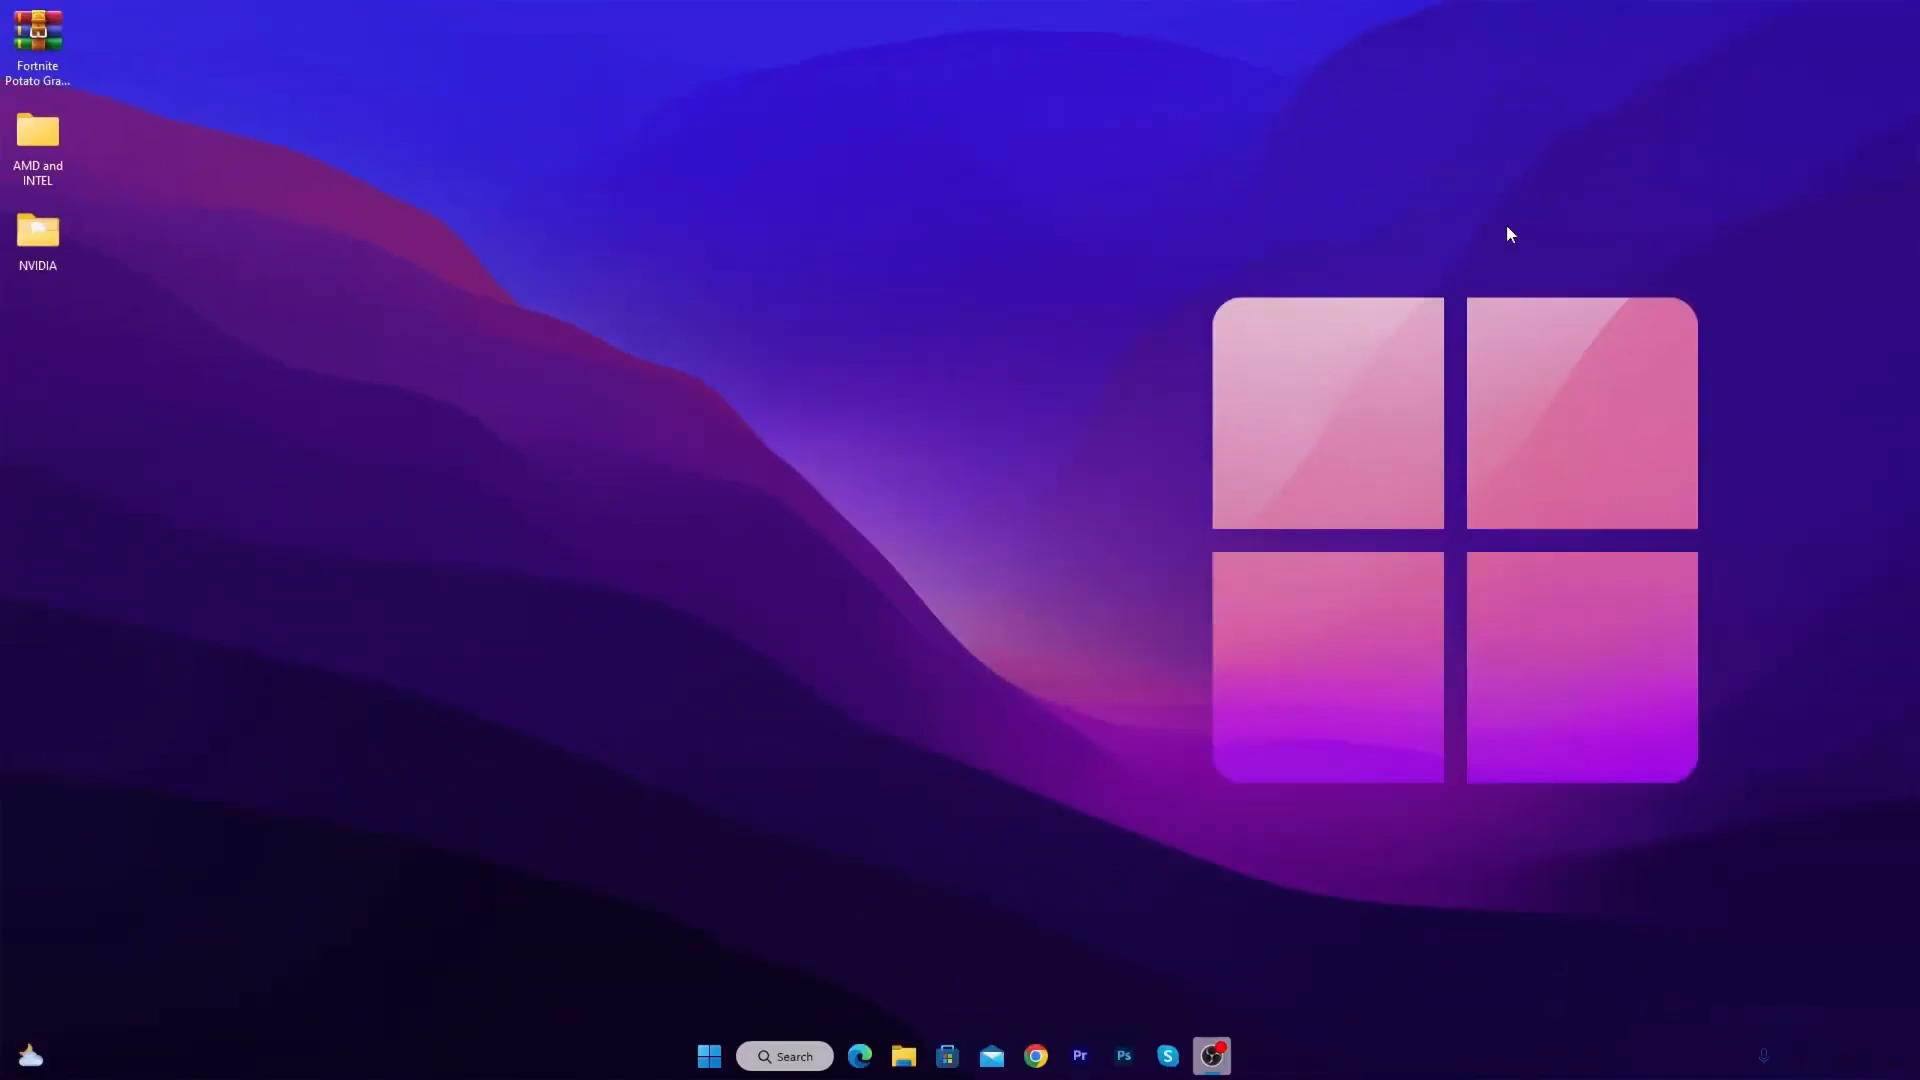 Fortnite
Potato Gra...
AMD and
INTEL
NVIDIA
Search
Pr
Ps
S